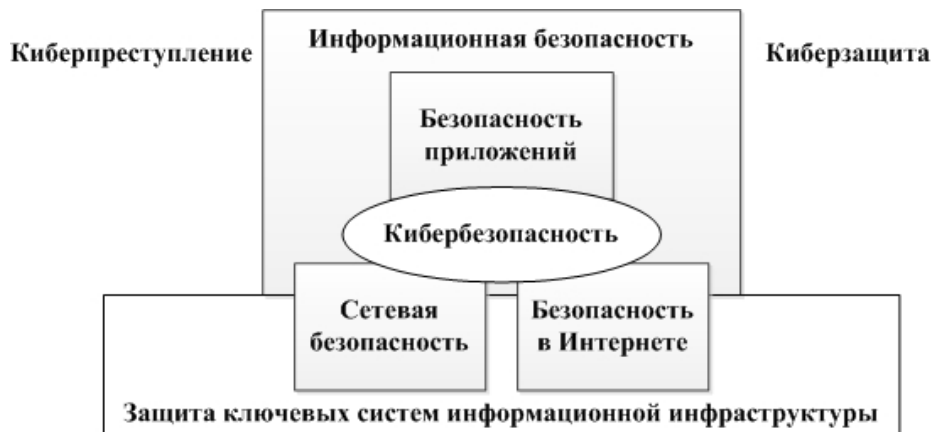 Информационная безопасность
Киберпреступление
Киберзащита
Безопасность
приложений
Кибербезопасность
Сетевая
безопасность
Безопасность
в Интернете
Защита ключевых систем информационной инфраструктуры